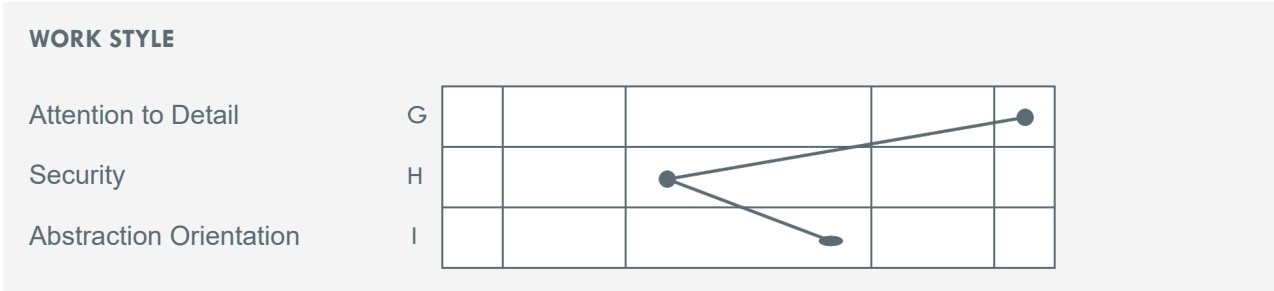 WORK STYLE
Attention to Detail G
Security H
Abstraction Orientation I